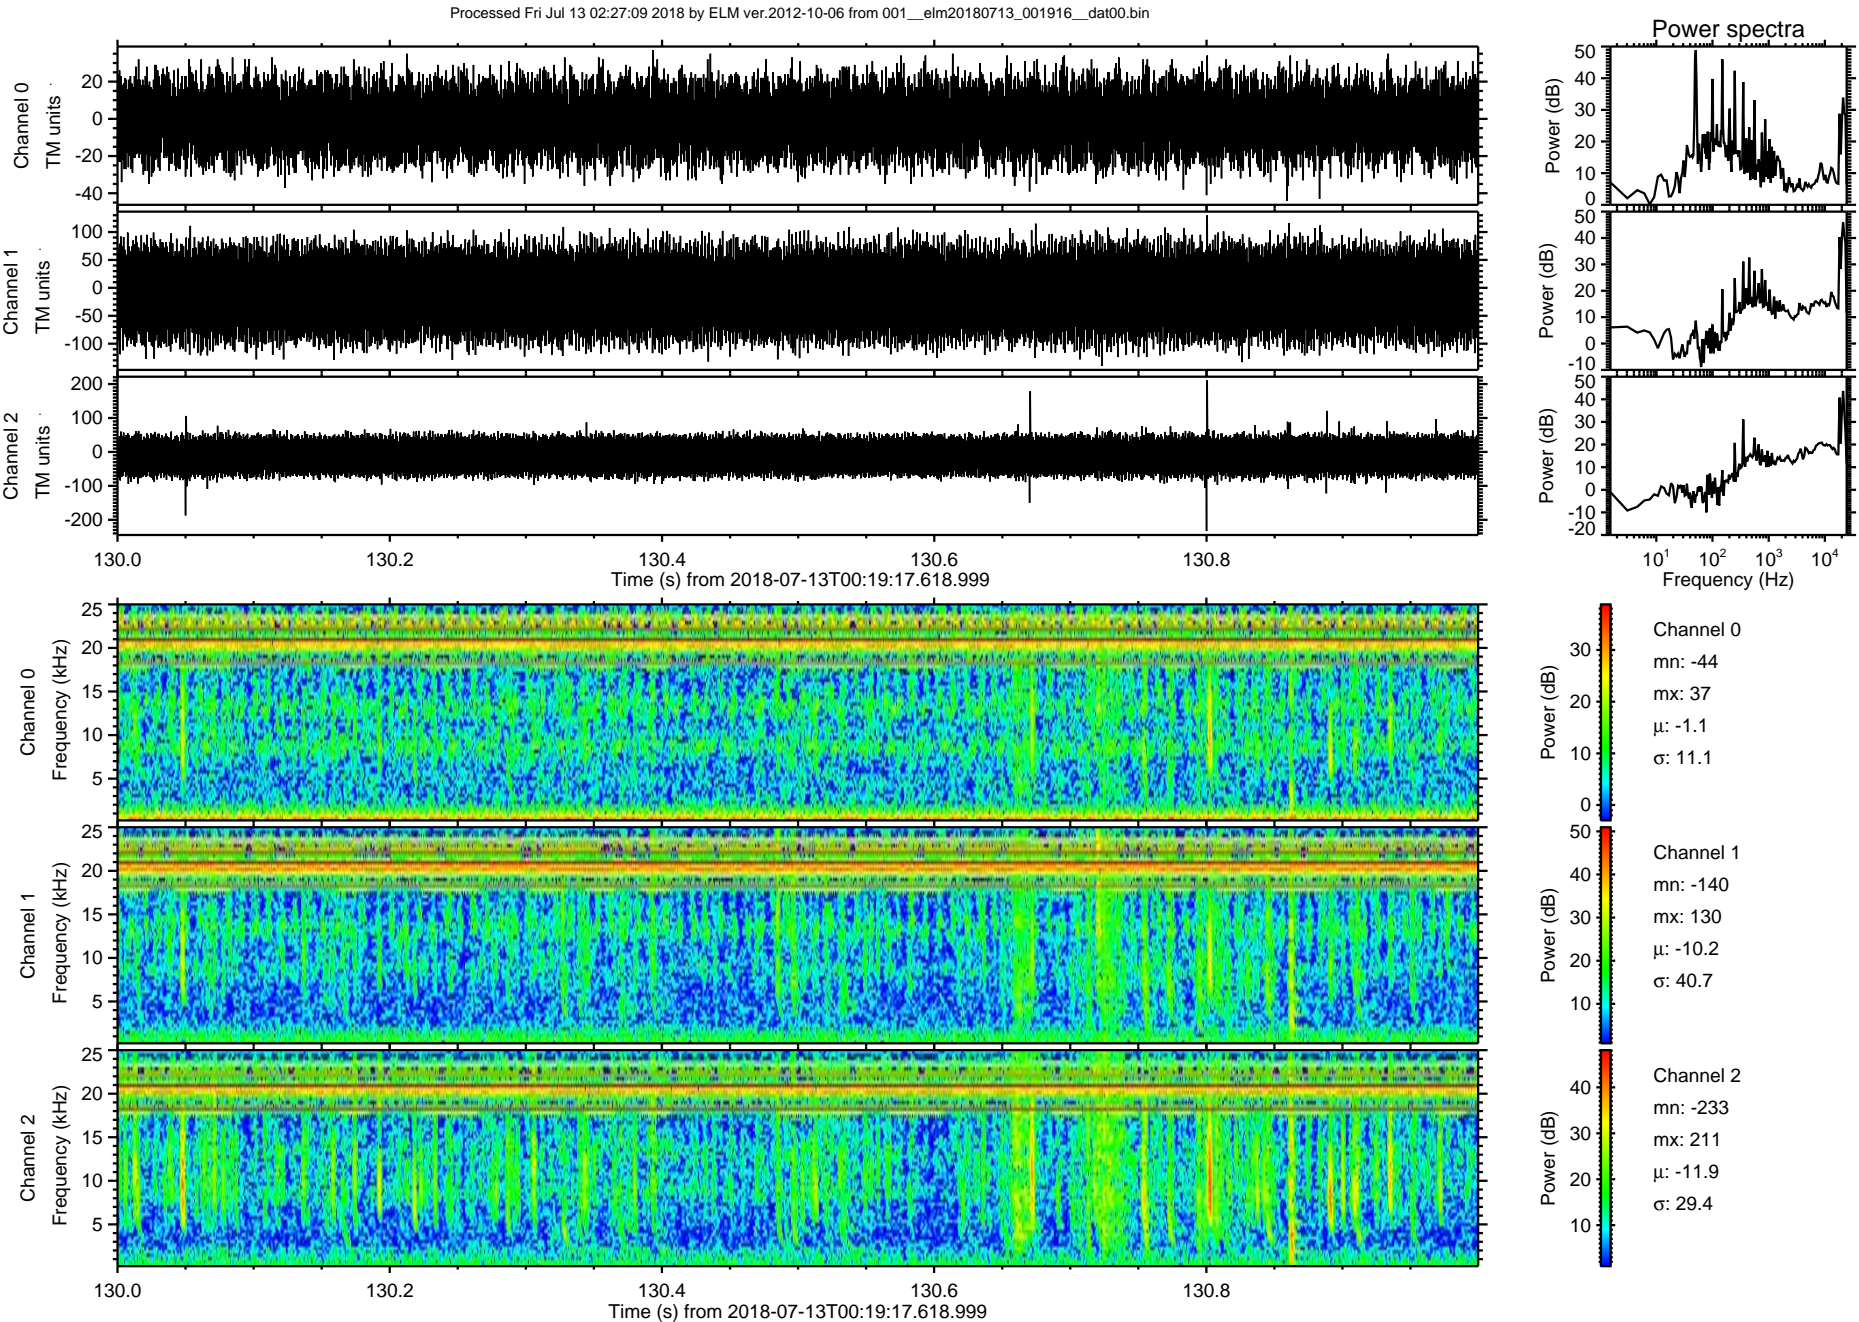 Processed Fri Jul 13 02:27:09 2018 by ELM ver.2012-10-06 from 001__elm20180713_001916__dat00.bin
Power spectra
Channel 0
TM units
20
0
-20
-40
Power (dB)
50
40
30
20
10
0
Channel 1
TM units
100
50
0
-50
-100
Power (dB)
50
40
30
20
10
0
-10
Channel 2
TM units
200
100
0
-100
-200
Power (dB)
50
40
30
20
10
0
-10
-20
130.0 130.2 130.4 130.6 130.8
Time (s) from 2018-07-13T00:19:17.618.999
10¹ 10² 10³ 10⁴
Frequency (Hz)
Channel 0
Frequency (kHz)
25
20
15
10
5
Power (dB)
30
20
10
0
Channel 0
mn: -44
mx: 37
μ: -1.1
σ: 11.1
Channel 1
Frequency (kHz)
25
20
15
10
5
Power (dB)
50
40
30
20
10
Channel 1
mn: -140
mx: 130
μ: -10.2
σ: 40.7
Channel 2
Frequency (kHz)
25
20
15
10
5
Power (dB)
40
30
20
10
Channel 2
mn: -233
mx: 211
μ: -11.9
σ: 29.4
130.0 130.2 130.4 130.6 130.8
Time (s) from 2018-07-13T00:19:17.618.999